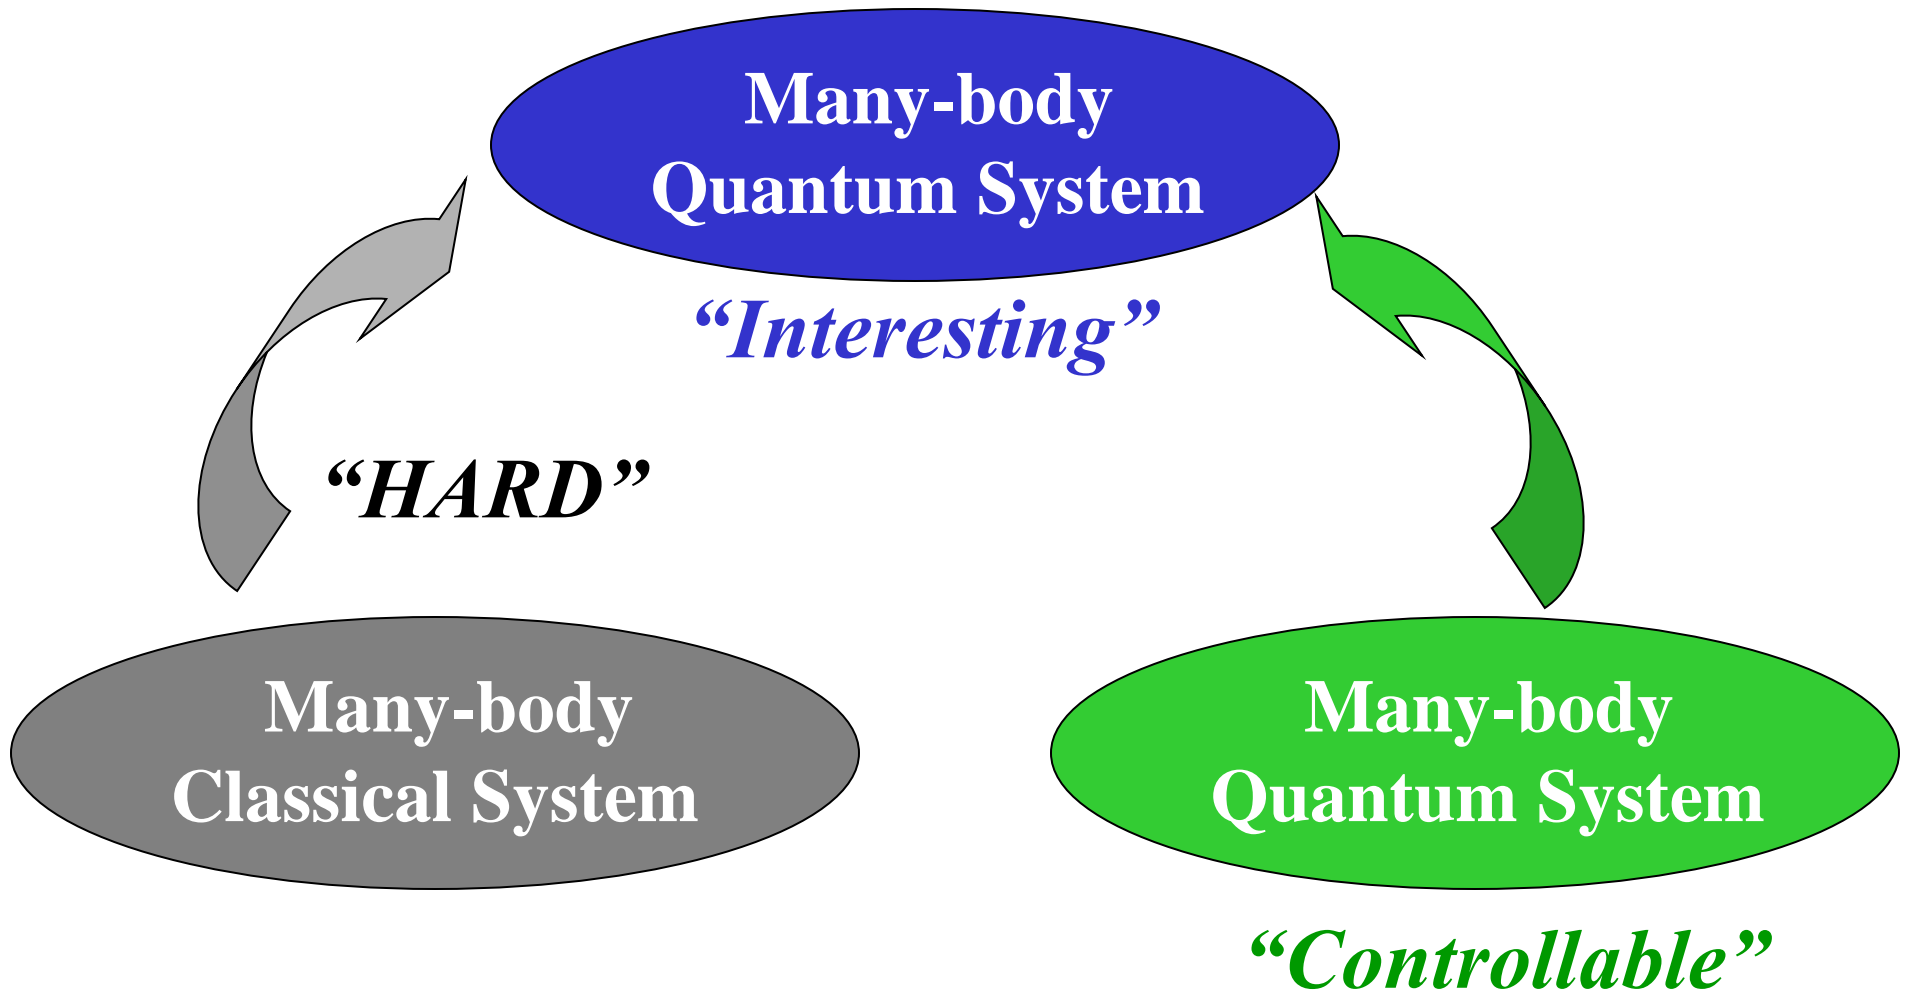 Many-body
Quantum System
“Interesting”
“HARD”
Many-body
Classical System
Many-body
Quantum System
“Controllable”